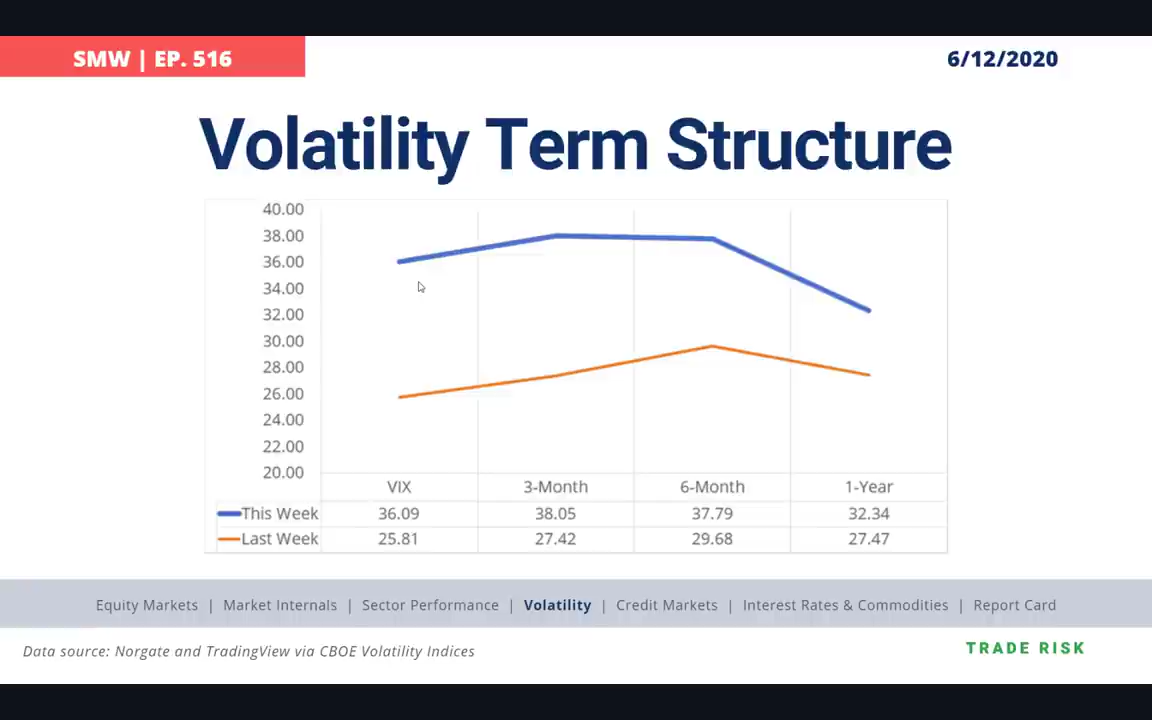 SMW | EP. 516
6/12/2020
Volatility Term Structure
40.00
38.00
36.00
34.00
32.00
30.00
28.00
26.00
24.00
22.00
20.00
VIX 3-Month 6-Month 1-Year
This Week 36.09 38.05 37.79 32.34
Last Week 25.81 27.42 29.68 27.47
Equity Markets | Market Internals | Sector Performance | Volatility | Credit Markets | Interest Rates & Commodities | Report Card
Data source: Norgate and TradingView via CBOE Volatility Indices
TRADE RISK